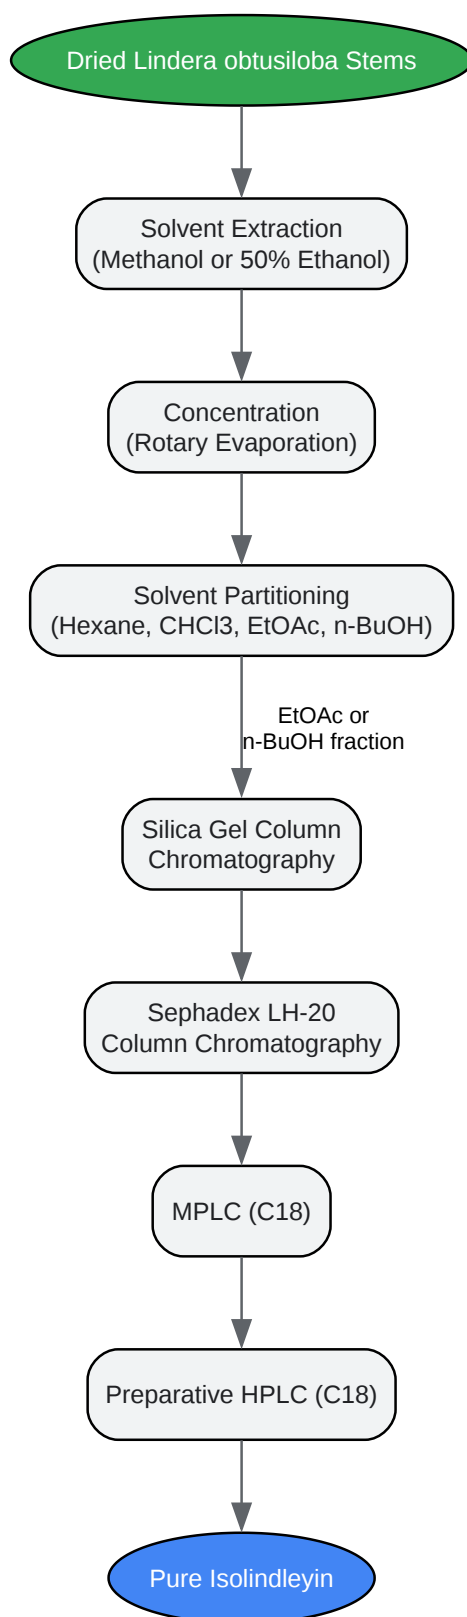 Dried Lindera obtusiloba Stems
Solvent Extraction
(Methanol or 50% Ethanol)
Concentration
(Rotary Evaporation)
Solvent Partitioning
(Hexane, CHCl3, EtOAc, n-BuOH)
EtOAc or
n-BuOH fraction
Silica Gel Column
Chromatography
Sephadex LH-20
Column Chromatography
MPLC (C18)
Preparative HPLC (C18)
Pure Isolindleyin